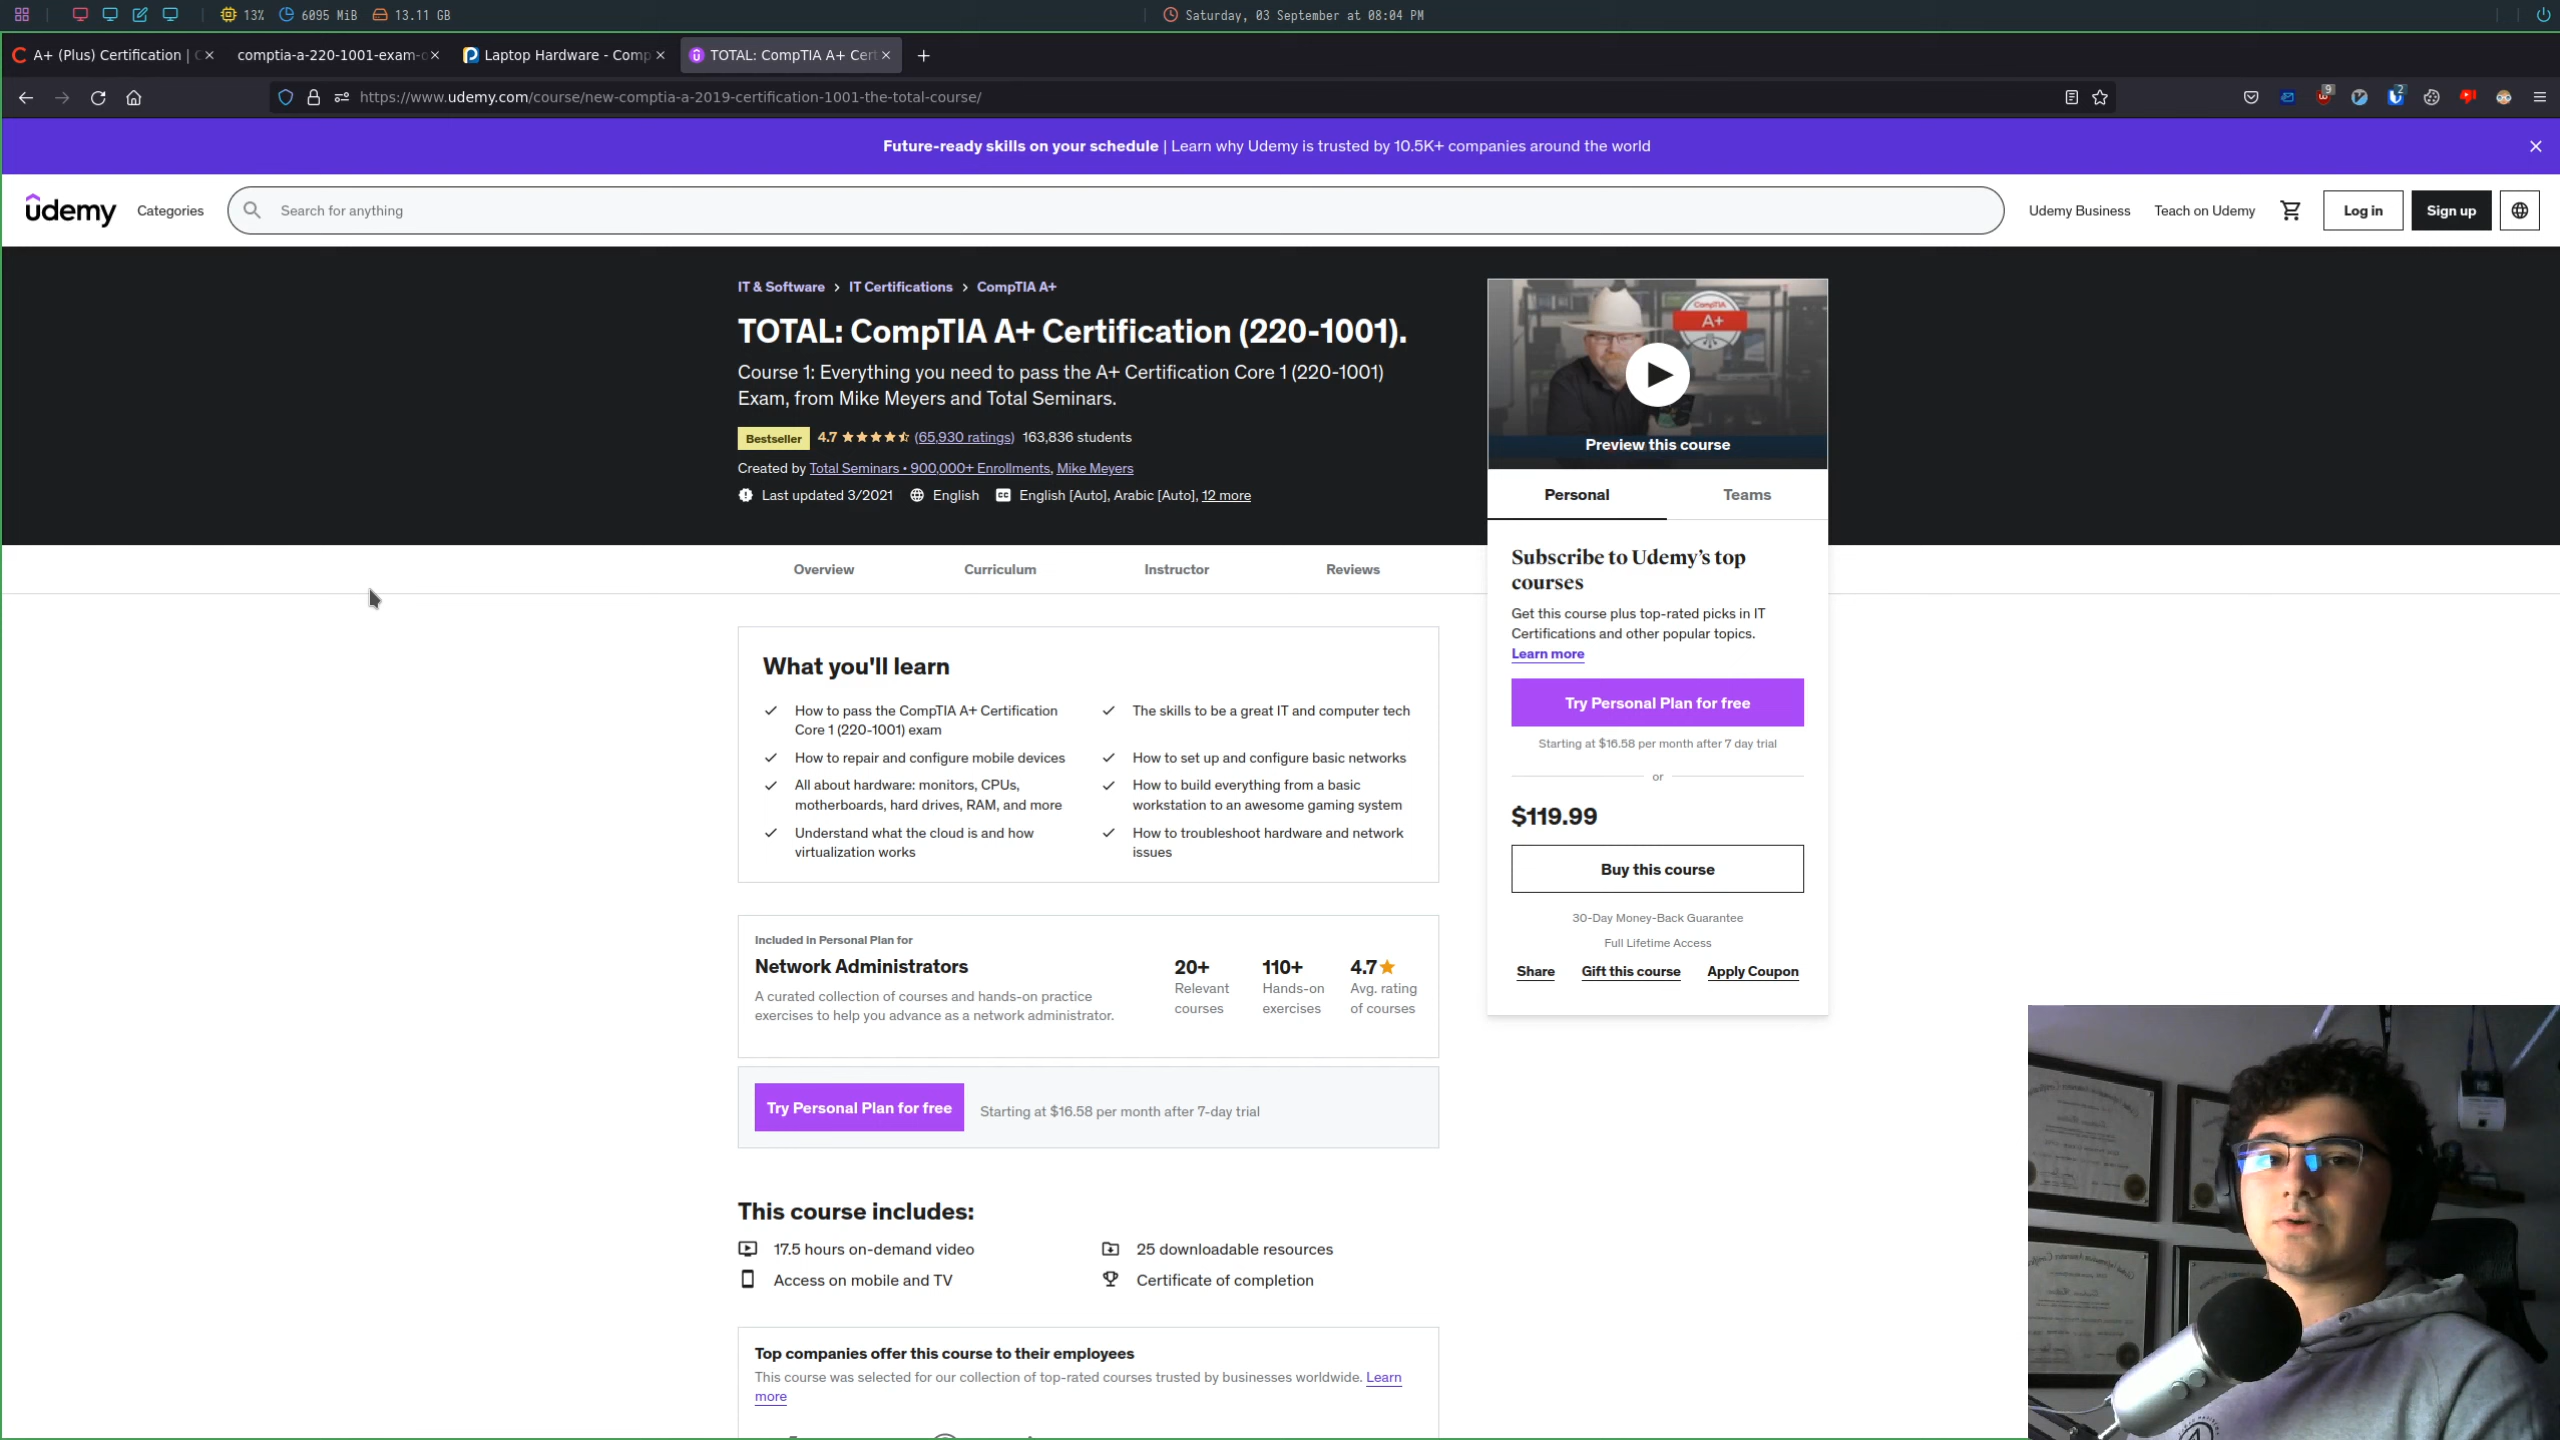 13% 6095 MiB 13.11 GB
Saturday, 03 September at 08:04 PM
A+ (Plus) Certification |
comptia-a-220-1001-exam-
Laptop Hardware - Comp
TOTAL: CompTIA A+ Cert
https://www.udemy.com/course/new-comptia-a-2019-certification-1001-the-total-course/
9
2
Future-ready skills on your schedule | Learn why Udemy is trusted by 10.5K+ companies around the world
udemy
Categories
Search for anything
Udemy Business
Teach on Udemy
Log in
Sign up
IT & Software > IT Certifications > CompTIA A+
TOTAL: CompTIA A+ Certification (220-1001).
Course 1: Everything you need to pass the A+ Certification Core 1 (220-1001)
Exam, from Mike Meyers and Total Seminars.
Bestseller 4.7 (65,930 ratings) 163,836 students
Created by Total Seminars • 900,000+ Enrollments, Mike Meyers
Last updated 3/2021 English English [Auto], Arabic [Auto], 12 more
CompTIA
A+
Preview this course
Personal
Teams
Subscribe to Udemy’s top
courses
Get this course plus top-rated picks in IT
Certifications and other popular topics.
Learn more
Try Personal Plan for free
Starting at $16.58 per month after 7 day trial
or
$119.99
Buy this course
30-Day Money-Back Guarantee
Full Lifetime Access
Share
Gift this course
Apply Coupon
Overview
Curriculum
Instructor
Reviews
What you'll learn
How to pass the CompTIA A+ Certification
Core 1 (220-1001) exam
The skills to be a great IT and computer tech
How to repair and configure mobile devices
How to set up and configure basic networks
All about hardware: monitors, CPUs,
motherboards, hard drives, RAM, and more
How to build everything from a basic
workstation to an awesome gaming system
Understand what the cloud is and how
virtualization works
How to troubleshoot hardware and network
issues
Included in Personal Plan for
Network Administrators
A curated collection of courses and hands-on practice
exercises to help you advance as a network administrator.
20+
Relevant
courses
110+
Hands-on
exercises
4.7
Avg. rating
of courses
Try Personal Plan for free
Starting at $16.58 per month after 7-day trial
This course includes:
17.5 hours on-demand video
25 downloadable resources
Access on mobile and TV
Certificate of completion
Top companies offer this course to their employees
This course was selected for our collection of top-rated courses trusted by businesses worldwide. Learn
more